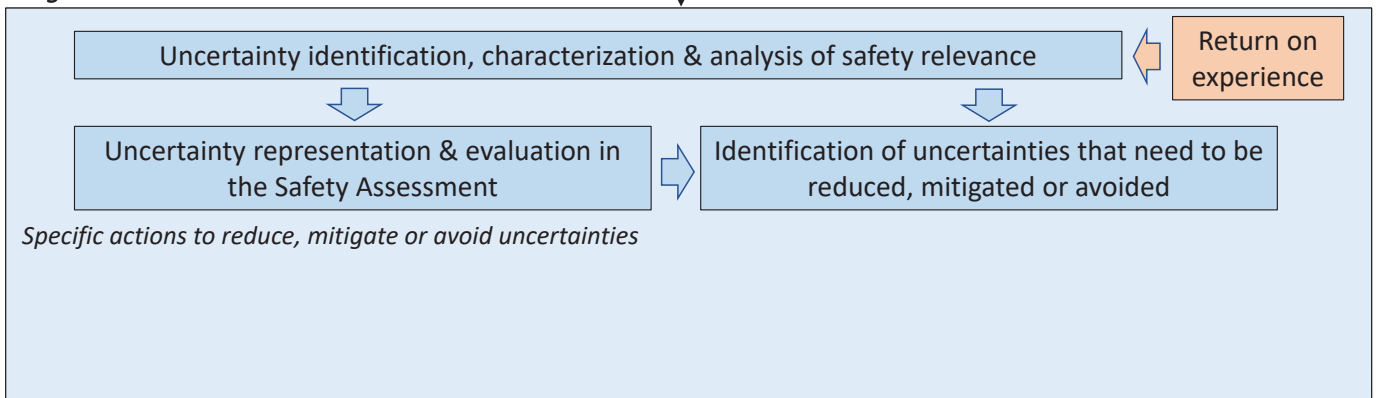 Uncertainty identification, characterization & analysis of safety relevance
Return on
experience
Uncertainty representation & evaluation in
the Safety Assessment
Identification of uncertainties that need to be
reduced, mitigated or avoided
Specific actions to reduce, mitigate or avoid uncertainties